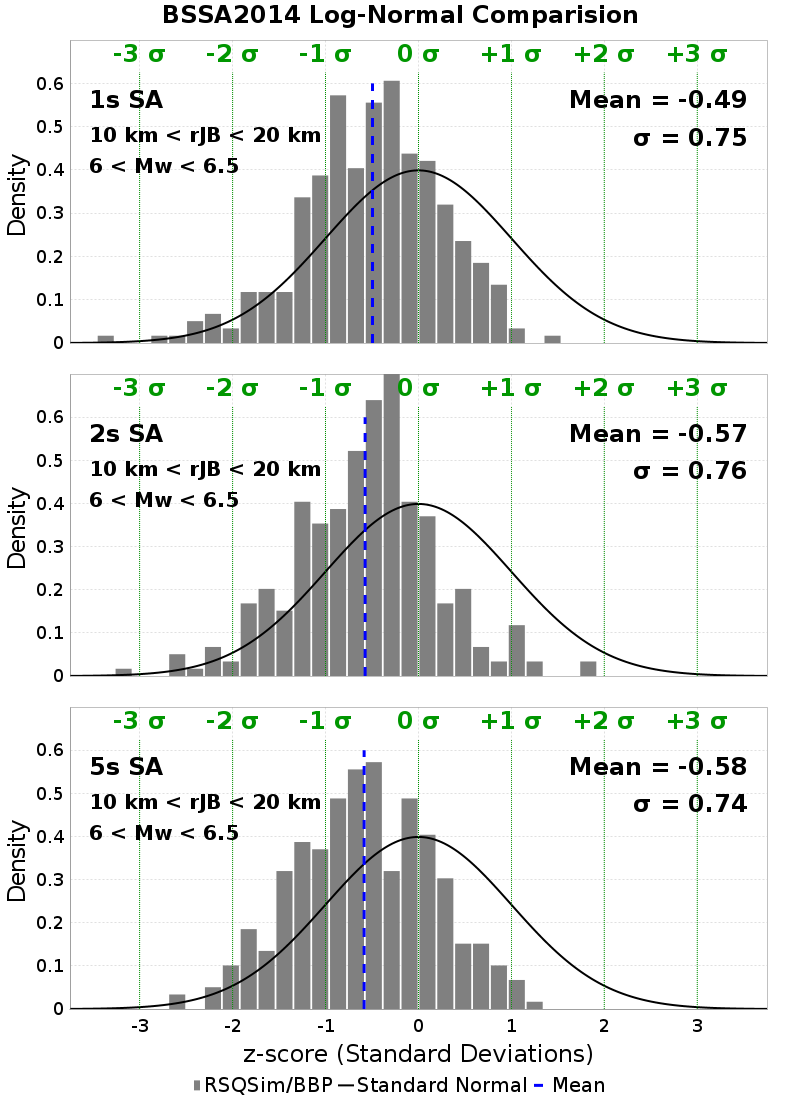 BSSA2014 Log-Normal Comparision
-3 σ -2 σ -1 σ 0 σ +1 σ +2 σ +3 σ
0.6
0.5
0.4
0.3
0.2
0.1
0
Density
1s SA
10 km < rJB < 20 km
6 < Mw < 6.5
Mean = -0.49
σ = 0.75
-3 σ -2 σ -1 σ 0 σ +1 σ +2 σ +3 σ
0.6
0.5
0.4
0.3
0.2
0.1
0
Density
2s SA
10 km < rJB < 20 km
6 < Mw < 6.5
Mean = -0.57
σ = 0.76
-3 σ -2 σ -1 σ 0 σ +1 σ +2 σ +3 σ
0.6
0.5
0.4
0.3
0.2
0.1
0
Density
5s SA
10 km < rJB < 20 km
6 < Mw < 6.5
Mean = -0.58
σ = 0.74
-3 -2 -1 0 1 2 3
z-score (Standard Deviations)
RSQSim/BBP Standard Normal Mean